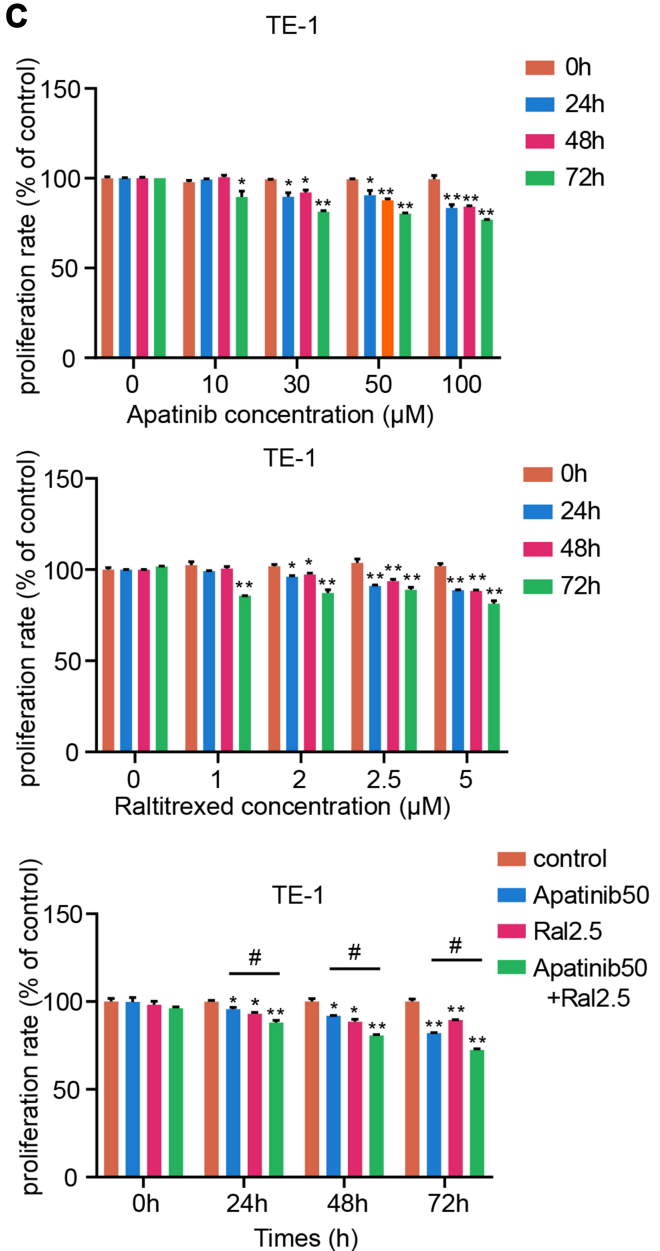 c
TE-1
proliferation rate (% of control)
150
100
50
0
* * * ** * ** ** ** ** **
0 10 30 50 100
Apatinib concentration (μM)
0h
24h
48h
72h
TE-1
proliferation rate (% of control)
150
100
50
0
** * * ** ** ** ** ** ** **
0 1 2 2.5 5
Raltitrexed concentration (μM)
0h
24h
48h
72h
TE-1
proliferation rate (% of control)
150
100
50
0
# # #
* * ** * * ** ** ** **
0h 24h 48h 72h
Times (h)
control
Apatinib50
Ral2.5
Apatinib50
+Ral2.5